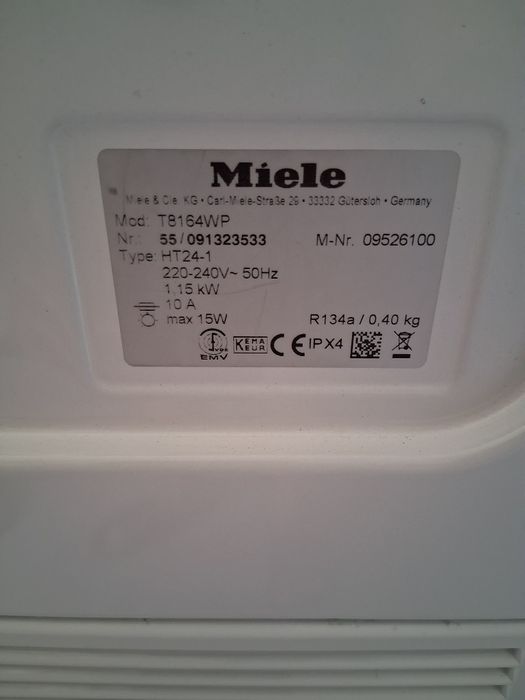 Miele
Miele & Cie. KG • Carl-Miele-Straße 29 • 33332 Gütersloh • Germany
Mod: T8164WP
Nr.: 55/091323533 M-Nr. 09526100
Type: HT24-1
220-240V~ 50Hz
1,15 kW
10 A
max 15W R134a / 0,40 kg
EMV KEMA KEUR CE IPX4